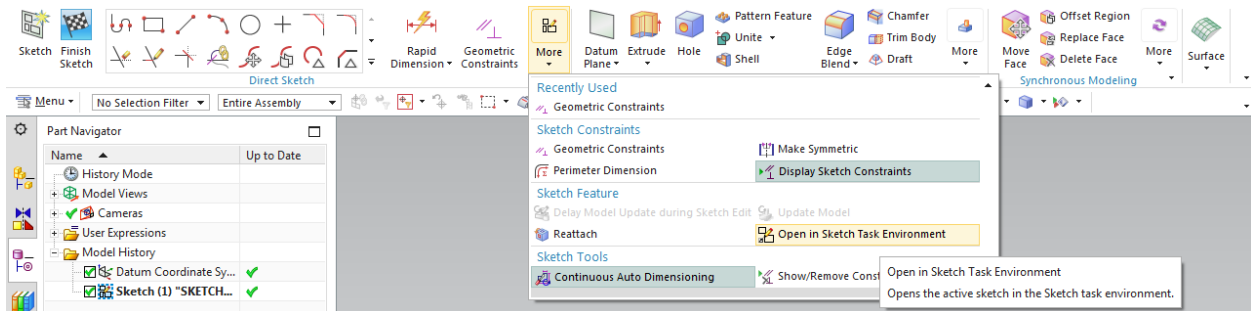 Sketch
Finish
Sketch
Direct Sketch
Rapid
Dimension
Geometric
Constraints
More
Datum
Plane
Extrude
Hole
Pattern Feature
Unite
Shell
Edge
Blend
Chamfer
Trim Body
Draft
More
Move
Face
Offset Region
Replace Face
Delete Face
More
Synchronous Modeling
Surface
Menu
No Selection Filter
Entire Assembly
Part Navigator
Name
Up to Date
History Mode
Model Views
Cameras
User Expressions
Model History
Datum Coordinate Sy...
Sketch (1) "SKETCH...
Recently Used
Geometric Constraints
Sketch Constraints
Geometric Constraints
Make Symmetric
Perimeter Dimension
Display Sketch Constraints
Sketch Feature
Delay Model Update during Sketch Edit
Update Model
Reattach
Open in Sketch Task Environment
Sketch Tools
Continuous Auto Dimensioning
Show/Remove Const
Open in Sketch Task Environment
Opens the active sketch in the Sketch task environment.